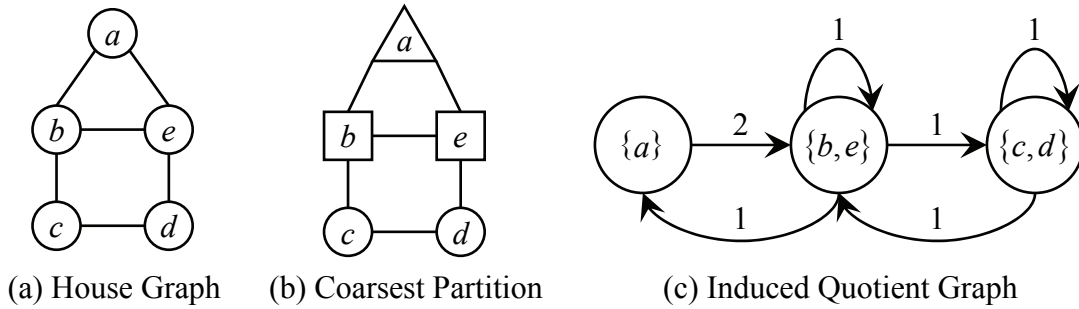 a
b
e
c
d
(a) House Graph
a
b
e
c
d
(b) Coarsest Partition
1
1
{a}
2
{b, e}
1
{c, d}
1
1
(c) Induced Quotient Graph